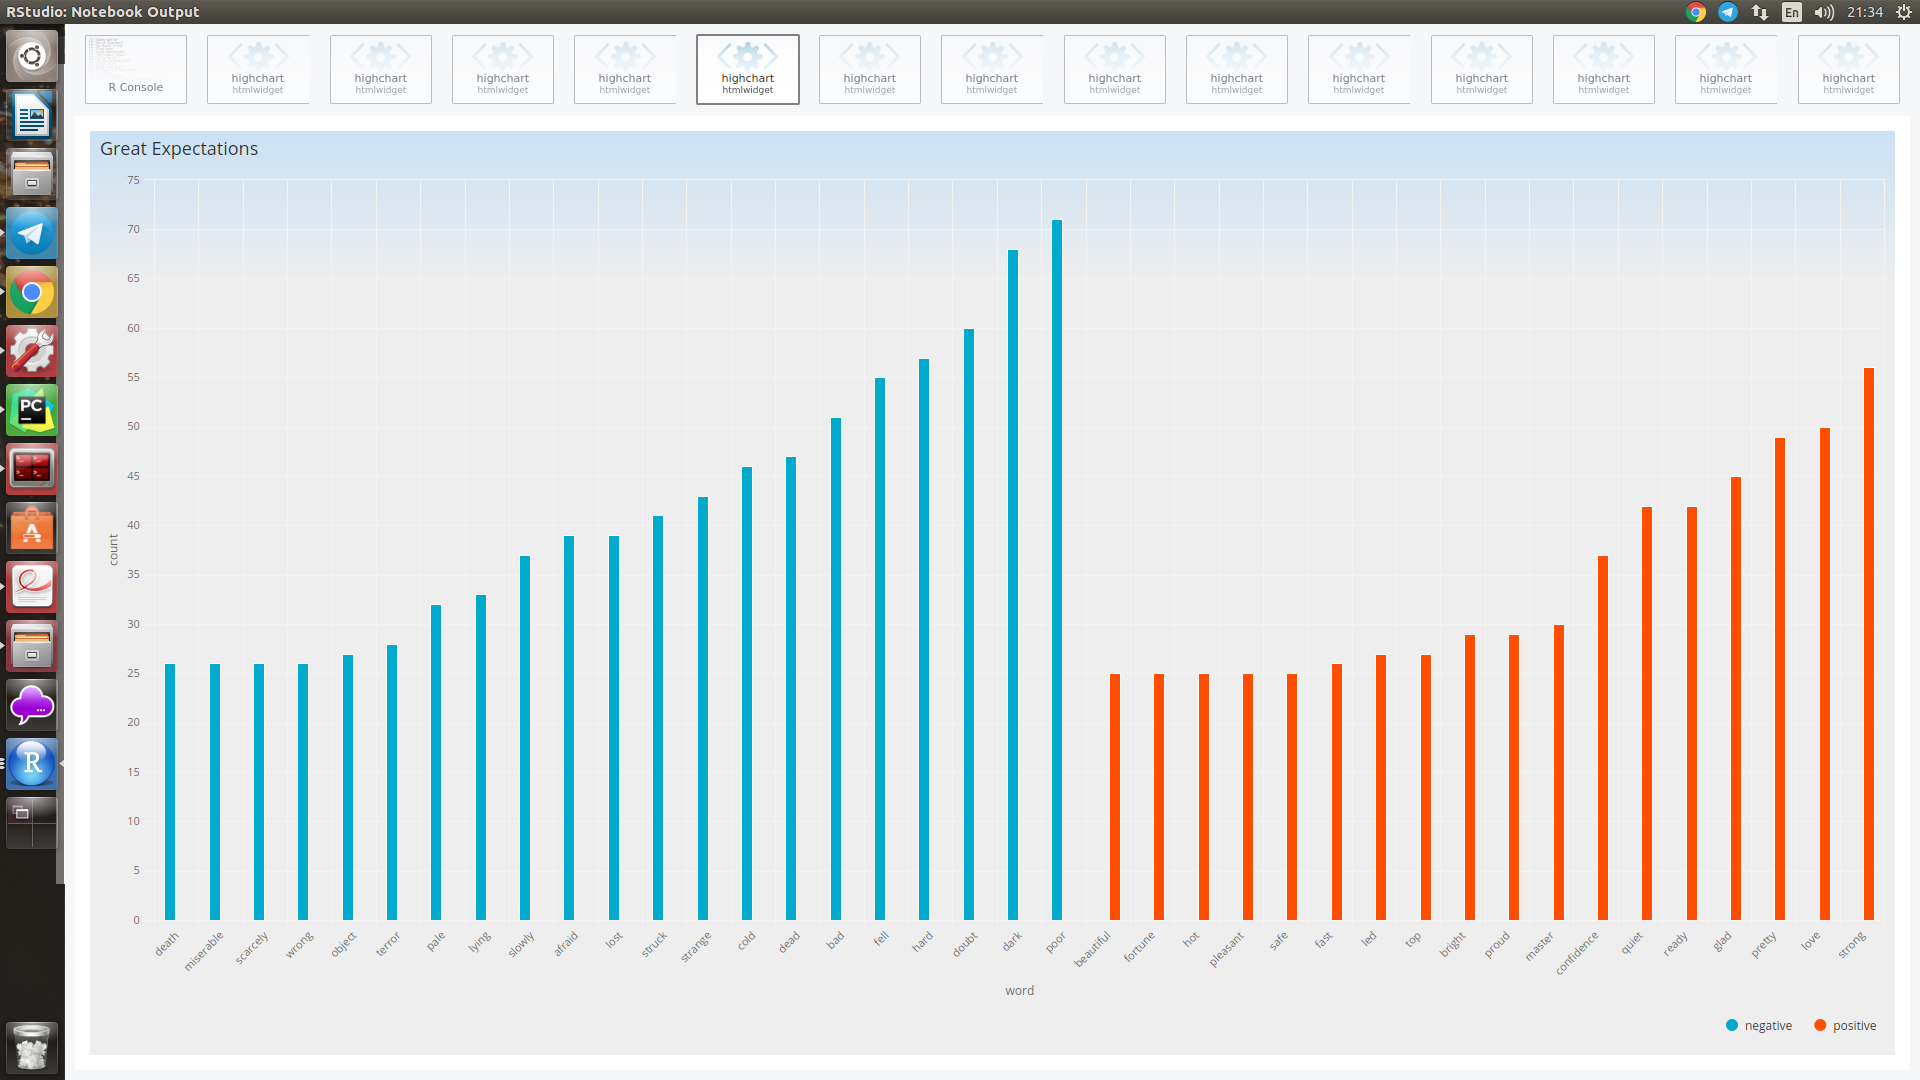 RStudio: Notebook Output
En
21:34
R Console
highchart
htmlwidget
highchart
htmlwidget
highchart
htmlwidget
highchart
htmlwidget
highchart
htmlwidget
highchart
htmlwidget
highchart
htmlwidget
highchart
htmlwidget
highchart
htmlwidget
highchart
htmlwidget
highchart
htmlwidget
highchart
htmlwidget
highchart
htmlwidget
highchart
htmlwidget
PC
A
R
Great Expectations
75
70
65
60
55
50
45
40
35
30
25
20
15
10
5
0
count
death
miserable
scarcely
wrong
object
terror
pale
lying
slowly
afraid
lost
struck
strange
cold
dead
bad
fell
hard
doubt
dark
poor
beautiful
fortune
hot
pleasant
safe
fast
led
top
bright
proud
master
confidence
quiet
ready
glad
pretty
love
strong
word
negative
positive